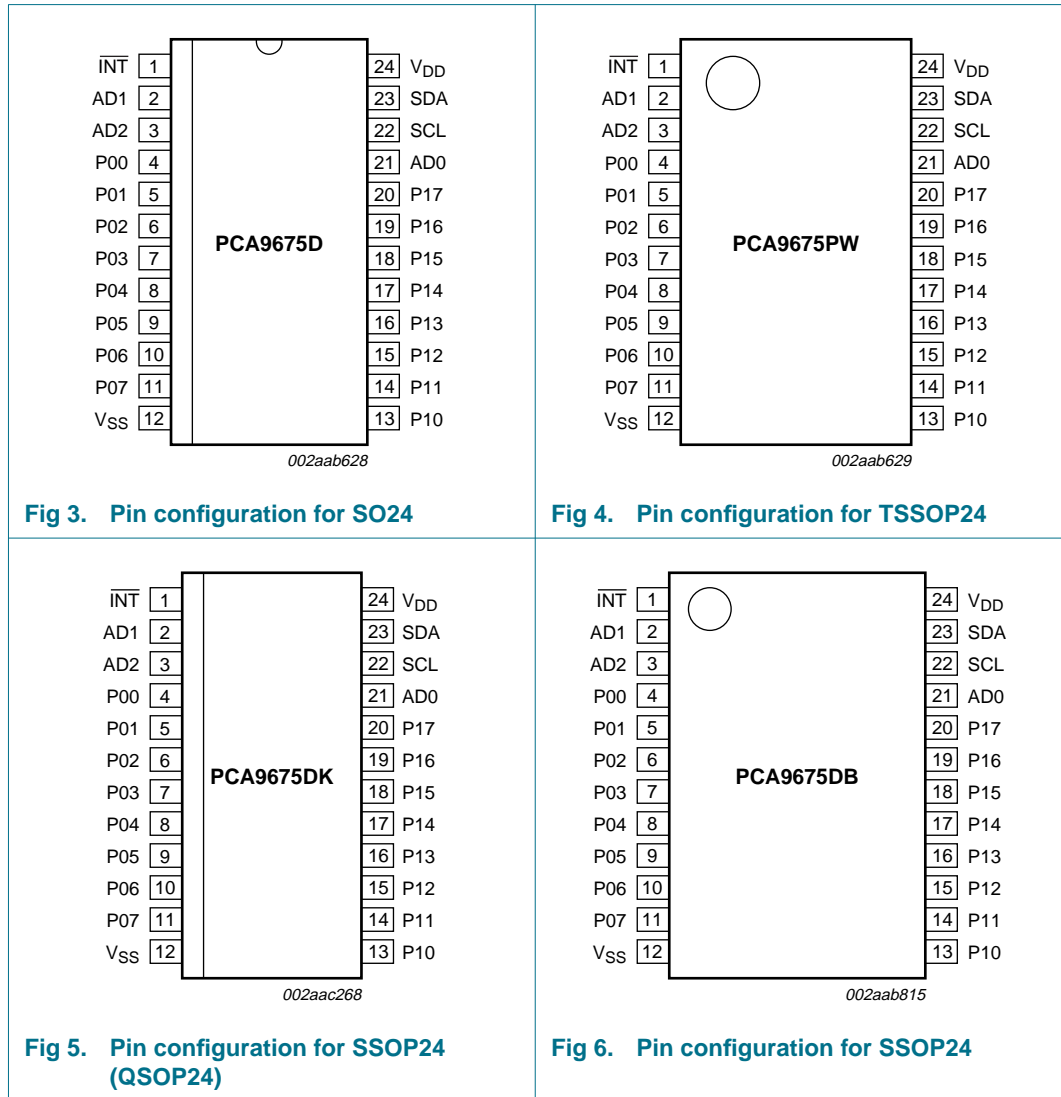 INT 1 24 VDD
AD1 2 23 SDA
AD2 3 22 SCL
P00 4 21 AD0
P01 5 20 P17
P02 6 19 P16
P03 7 18 P15
P04 8 17 P14
P05 9 16 P13
P06 10 15 P12
P07 11 14 P11
VSS 12 13 P10
PCA9675D
002aab628
Fig 3. Pin configuration for SO24
INT 1 24 VDD
AD1 2 23 SDA
AD2 3 22 SCL
P00 4 21 AD0
P01 5 20 P17
P02 6 19 P16
P03 7 18 P15
P04 8 17 P14
P05 9 16 P13
P06 10 15 P12
P07 11 14 P11
VSS 12 13 P10
PCA9675PW
002aab629
Fig 4. Pin configuration for TSSOP24
INT 1 24 VDD
AD1 2 23 SDA
AD2 3 22 SCL
P00 4 21 AD0
P01 5 20 P17
P02 6 19 P16
P03 7 18 P15
P04 8 17 P14
P05 9 16 P13
P06 10 15 P12
P07 11 14 P11
VSS 12 13 P10
PCA9675DK
002aac268
Fig 5. Pin configuration for SSOP24
(QSOP24)
INT 1 24 VDD
AD1 2 23 SDA
AD2 3 22 SCL
P00 4 21 AD0
P01 5 20 P17
P02 6 19 P16
P03 7 18 P15
P04 8 17 P14
P05 9 16 P13
P06 10 15 P12
P07 11 14 P11
VSS 12 13 P10
PCA9675DB
002aab815
Fig 6. Pin configuration for SSOP24